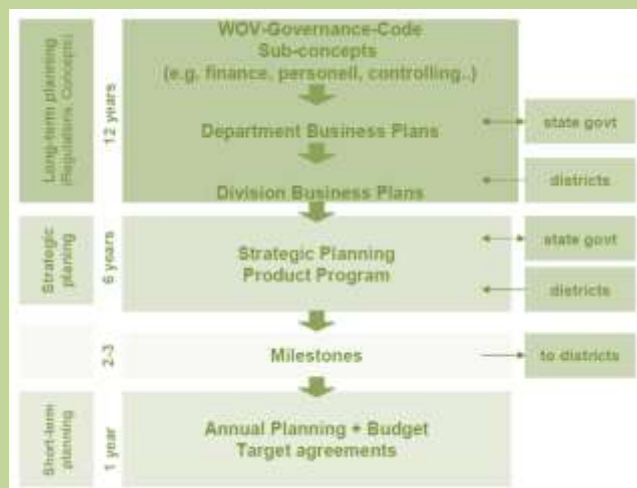 WOV-Governance-Code
Sub-concepts
(e.g, finance, personell, controlling..)
Long-term planning
(Regulations, Concepts)
12 years
Department Business Plans
state govt
Division Business Plans
districts
Strategic
planing
6 years
Strategic Planning
Product Program
state govt
districts
2-3
Milestones
to districts
Short-term
planning
1 year
Annual Planning + Budget
Target agreements